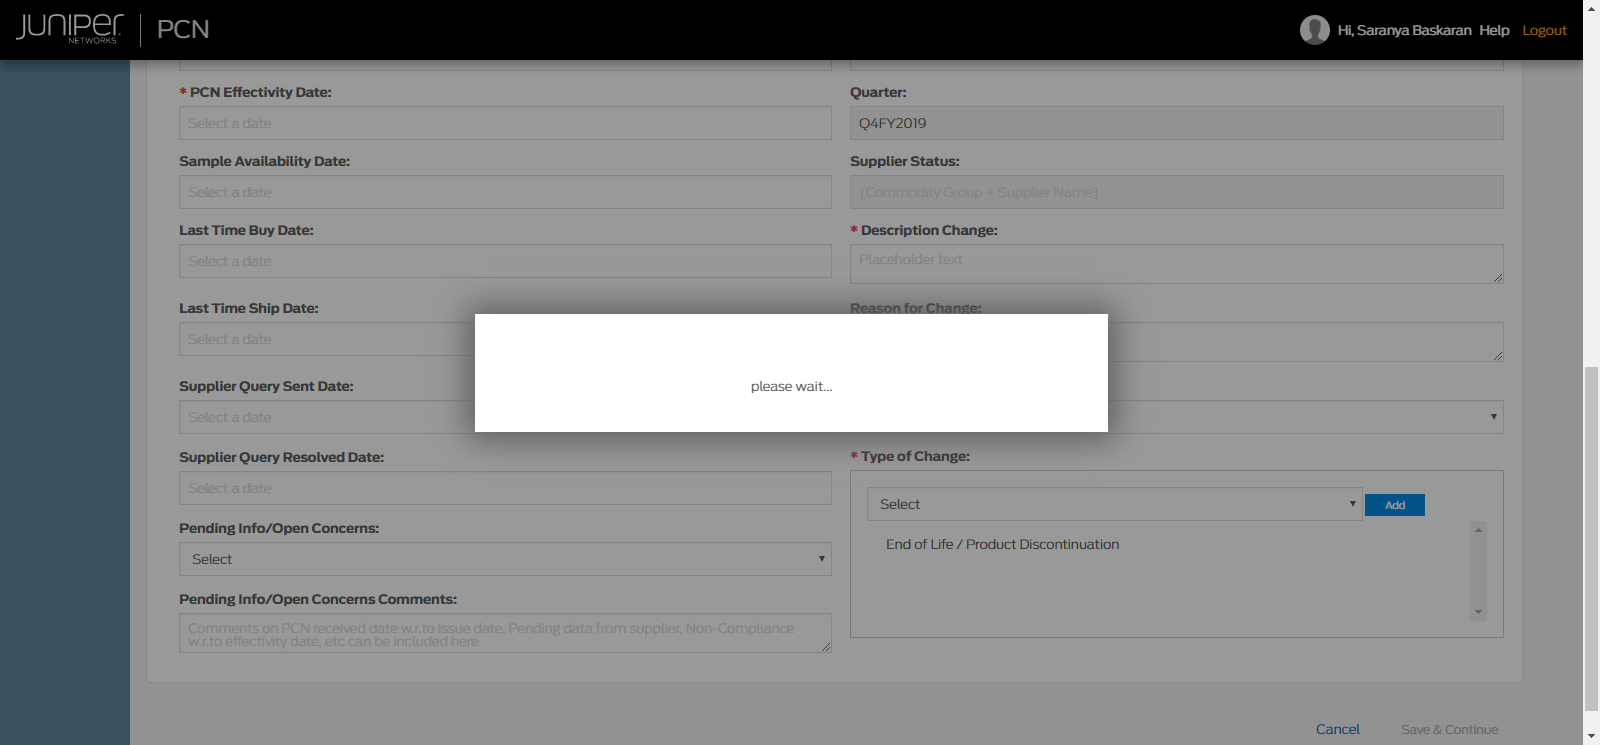 JUNIPER
NETWORKS
PCN
Hi, Saranya Baskaran Help Logout
* PCN Effectivity Date:
Select a date
Quarter:
Q4FY2019
Sample Availability Date:
Select a date
Supplier Status:
{Commodity Group + Supplier Name}
Last Time Buy Date:
Select a date
* Description Change:
Placeholder text
Last Time Ship Date:
Select a date
Reason for Change:
please wait...
Supplier Query Sent Date:
Select a date
Supplier Query Resolved Date:
Select a date
* Type of Change:
Select
Add
End of Life / Product Discontinuation
Pending Info/Open Concerns:
Select
Pending Info/Open Concerns Comments:
Comments on PCN received date w.r.to issue date, Pending data from supplier, Non-Compliance
w.r.to effectivity date, etc can be included here
Cancel
Save & Continue